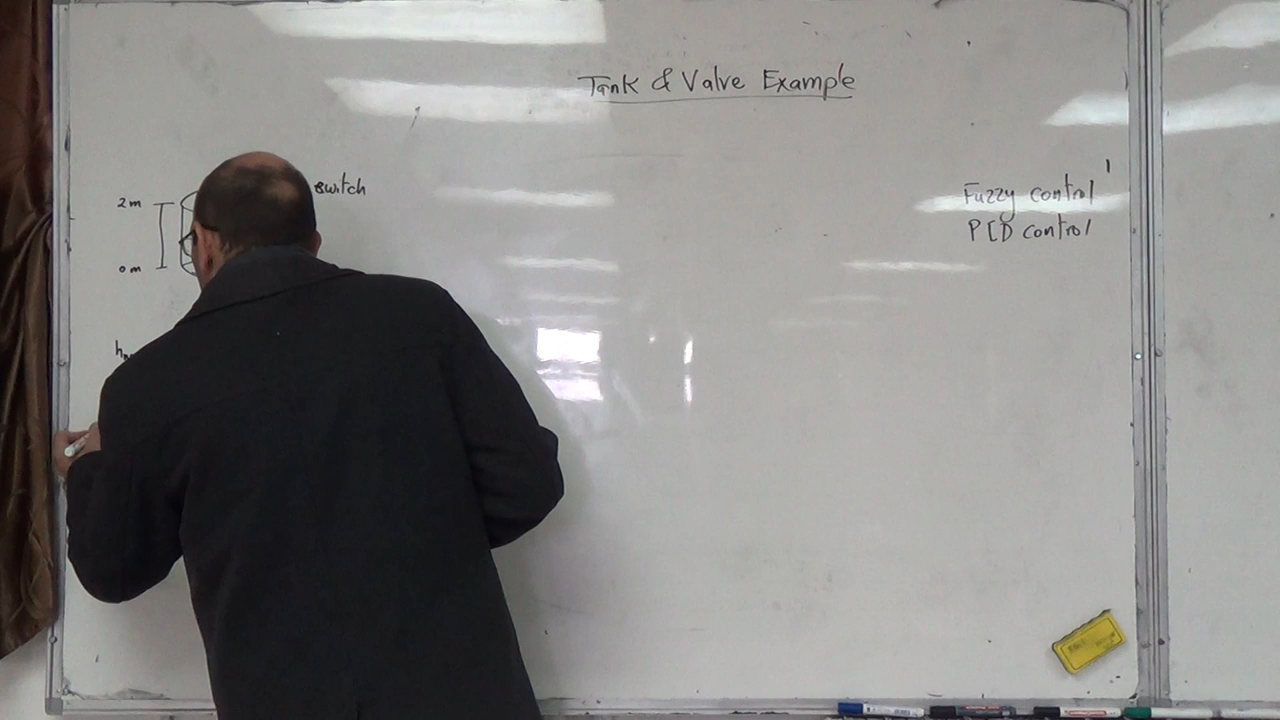 Tank & Valve Example
switch
2m
0m
Fuzzy control
PID control